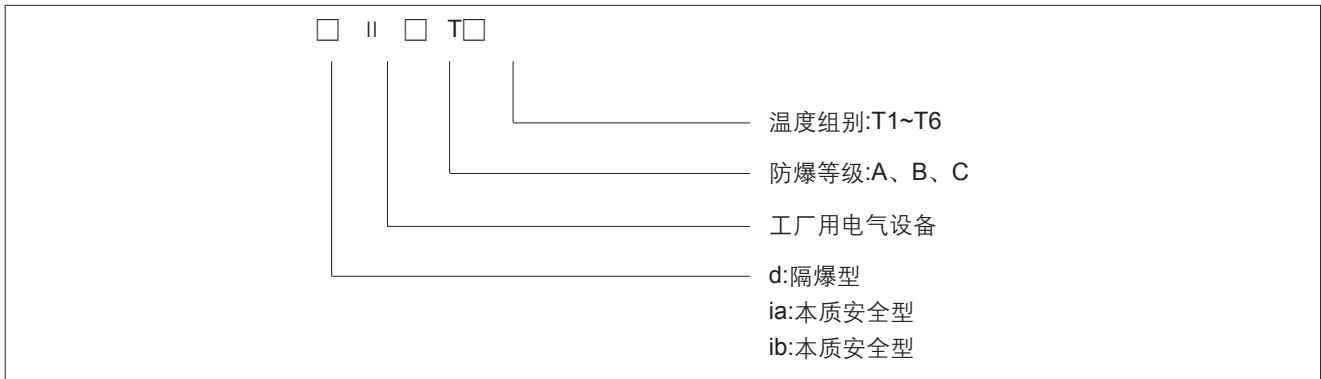 □ II □ T□
温度组别:T1~T6
防爆等级:A、B、C
工厂用电气设备
d:隔爆型
ia:本质安全型
ib:本质安全型